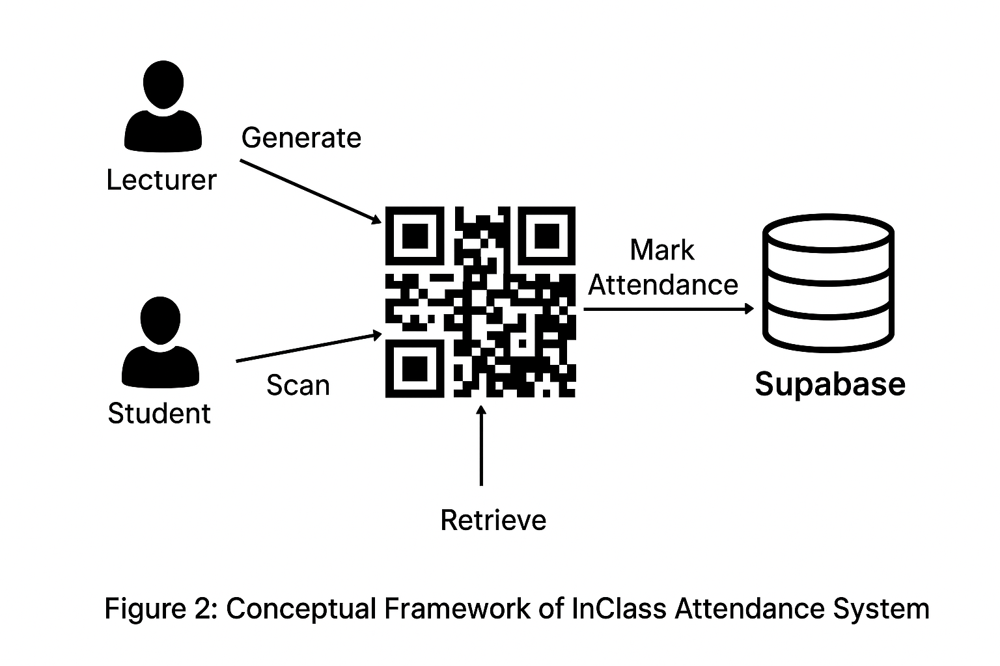 Generate
Lecturer
Mark
Attendance
Scan
Student
Supabase
Retrieve
Figure 2: Conceptual Framework of InClass Attendance System